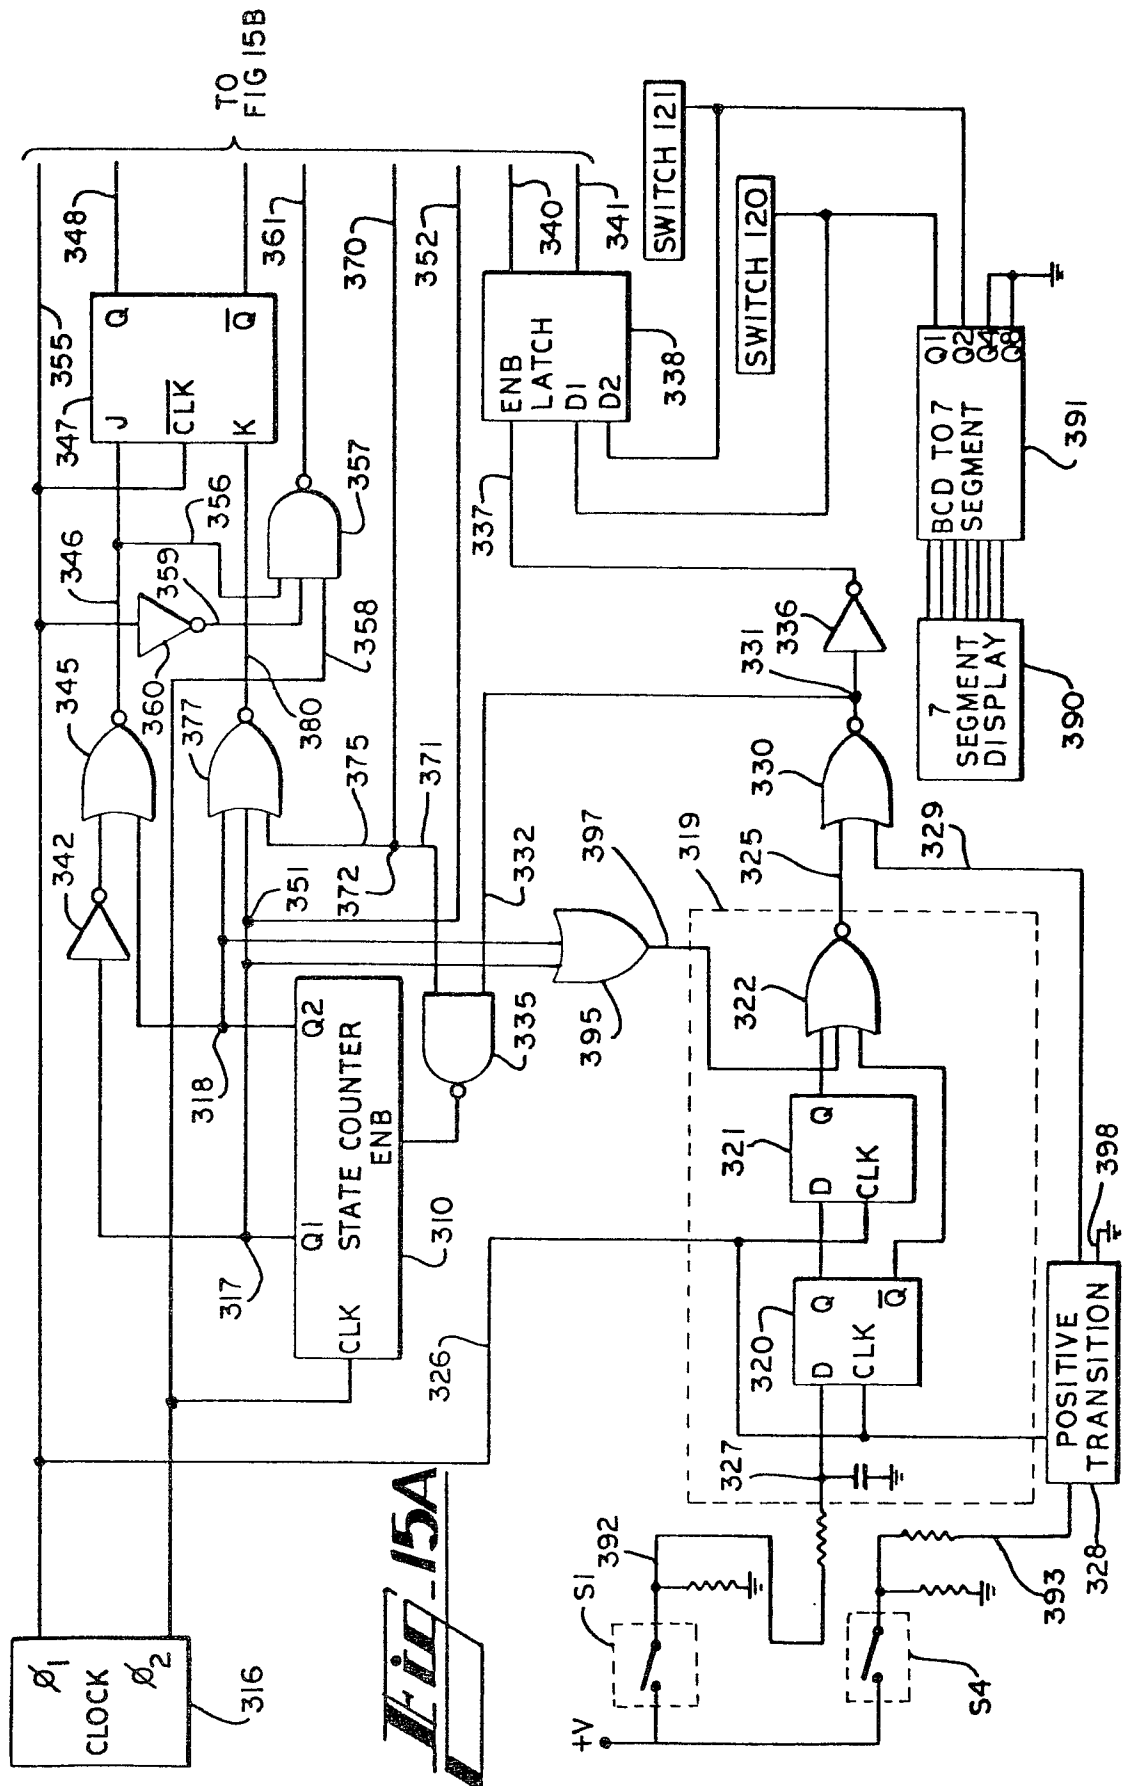 TO
FIG 15B
348
361
370
352
340
341
355
347
J
Q
CLK
K
Q
356
346
359
360
345
377
342
380
358
357
ENB
LATCH
D1
D2
338
337
SWITCH 121
SWITCH 120
375
371
372
351
332
397
395
335
318
317
Q1
Q2
STATE COUNTER
CLK
ENB
310
326
319
325
330
331
336
329
322
321
D
Q
CLK
320
D
Q
CLK
Q
327
POSITIVE
TRANSITION
398
328
393
392
S1
S4
+V
Ø1
CLOCK
Ø2
316
FIG_15A
7
SEGMENT
DISPLAY
390
BCD TO 7
SEGMENT
Q1
Q2
Q4
Q8
391